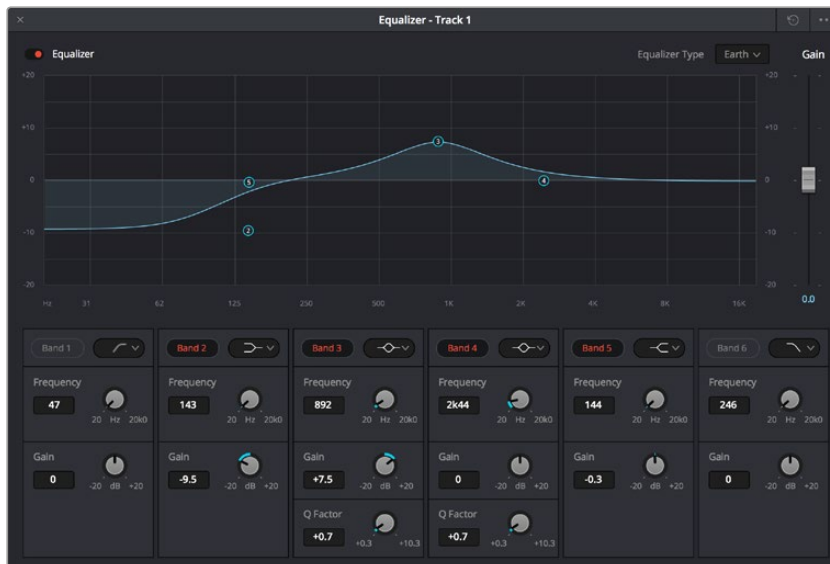 Equalizer - Track 1
Equalizer
Equalizer Type Earth Gain
+20 +20
+10 +10
0 0
-10 -10
-20 -20
3
5 4
2
Hz 31 62 125 250 500 1K 2K 4K 8K 16K
0.0
Band 1 Band 2 Band 3 Band 4 Band 5 Band 6
Frequency Frequency Frequency Frequency Frequency Frequency
47 143 892 2k44 144 246
20 Hz 20k0 20 Hz 20k0 20 Hz 20k0 20 Hz 20k0 20 Hz 20k0 20 Hz 20k0
Gain Gain Gain Gain Gain Gain
0 -9.5 +7.5 0 -0.3 0
-20 dB +20 -20 dB +20 -20 dB +20 -20 dB +20 -20 dB +20 -20 dB +20
Q Factor Q Factor
+0.7 +0.7
+0.3 +10.3 +0.3 +10.3